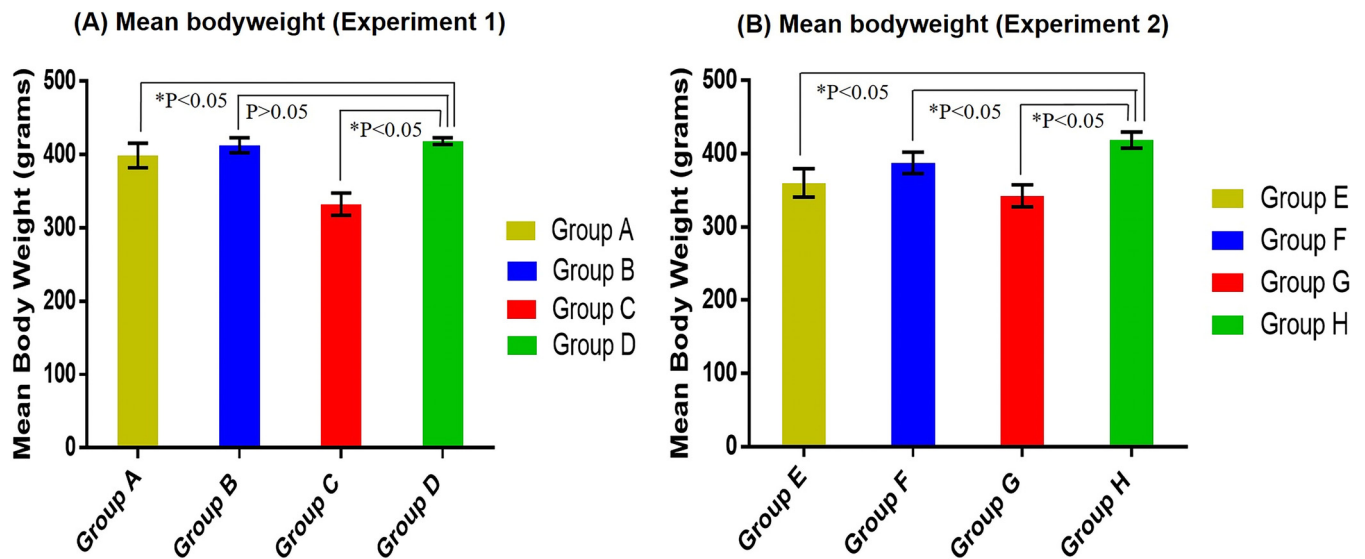 (A) Mean bodyweight (Experiment 1)
Mean Body Weight (grams)
500
400
300
200
100
0
*P<0.05
P>0.05
*P<0.05
Group A
Group B
Group C
Group D
Group A
Group B
Group C
Group D
(B) Mean bodyweight (Experiment 2)
Mean Body Weight (grams)
500
400
300
200
100
0
*P<0.05
*P<0.05
*P<0.05
Group E
Group F
Group G
Group H
Group E
Group F
Group G
Group H